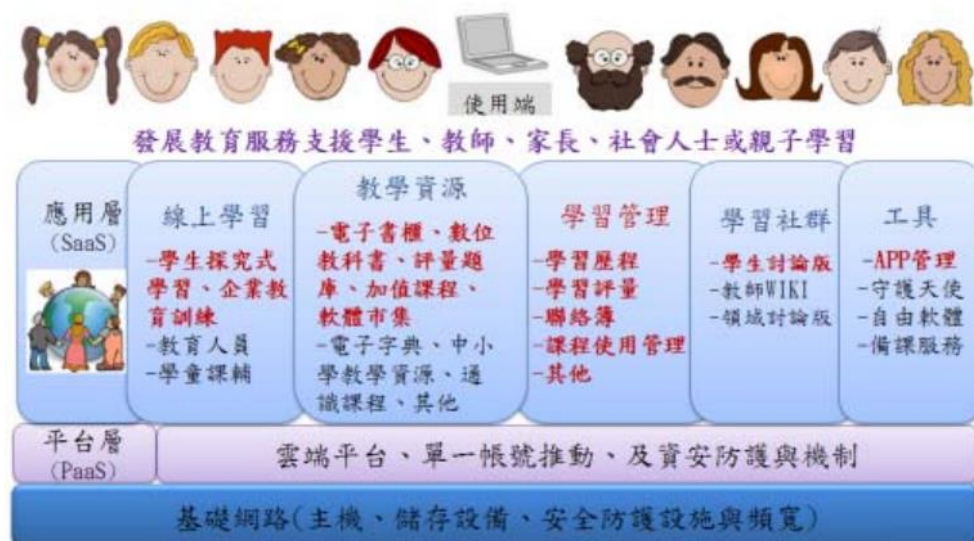 使用端
發展教育服務支援學生、教師、家長、社會人士或親子學習
應用層
(SaaS)
線上學習
-學生探究式
學習、企業教
育訓練
-教育人員
-學童課輔
教學資源
-電子書櫃、數位
教科書、評量題
庫、加值課程、
軟體市集
-電子字典、中小
學教學資源、通
識課程、其他
學習管理
-學習歷程
-學習評量
-聯絡簿
-課程使用管理
-其他
學習社群
-學生討論版
-教師WIKI
-領域討論版
工具
-APP管理
-守護天使
-自由軟體
-備課服務
平台層
(PaaS)
雲端平台、單一帳號推動、及資安防護與機制
基礎網路(主機、儲存設備、安全防護設施與頻寬)